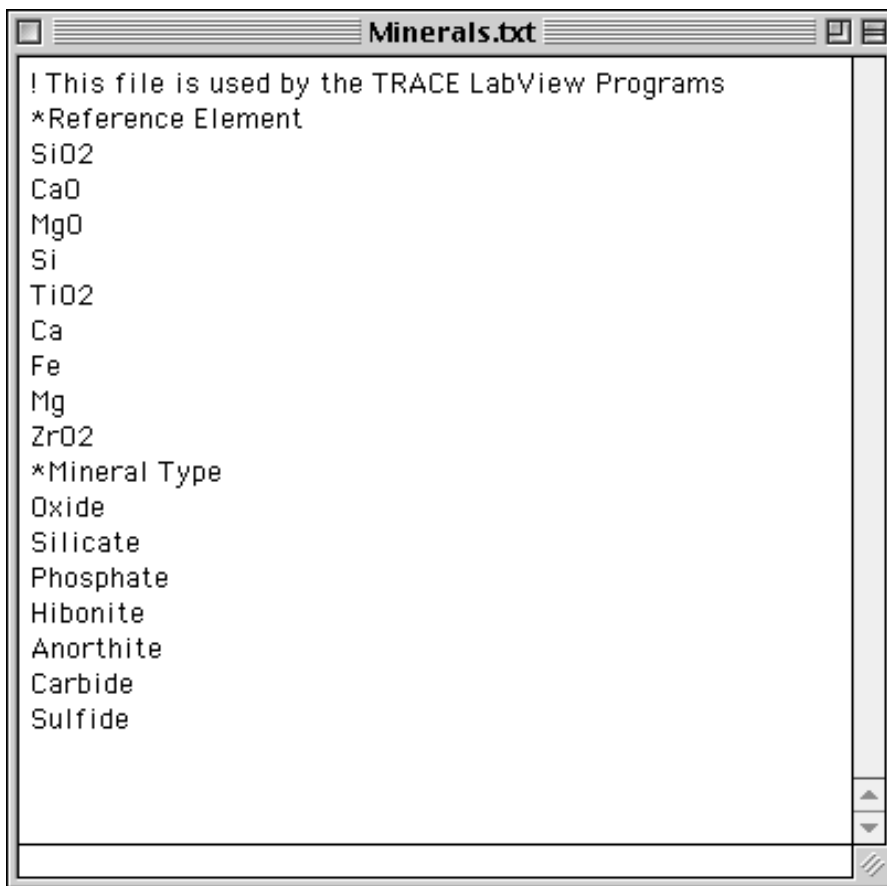 Minerals.txt
! This file is used by the TRACE LabView Programs
*Reference Element
SiO2
CaO
MgO
Si
TiO2
Ca
Fe
Mg
ZrO2
*Mineral Type
Oxide
Silicate
Phosphate
Hibonite
Anorthite
Carbide
Sulfide